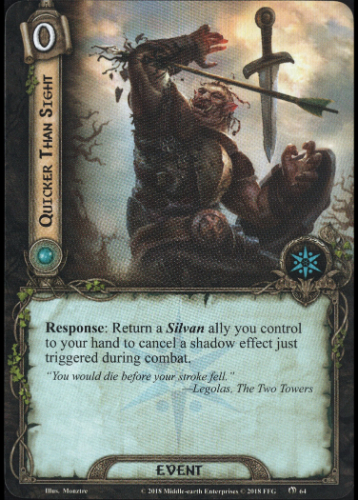 0
QUICKER THAN SIGHT
Response: Return a Silvan ally you control
to your hand to cancel a shadow effect just
triggered during combat.
"You would die before your stroke fell."
—Legolas, The Two Towers
EVENT
Illus. Monztre
© 2018 Middle-earth Enterprises © 2018 FFG
64